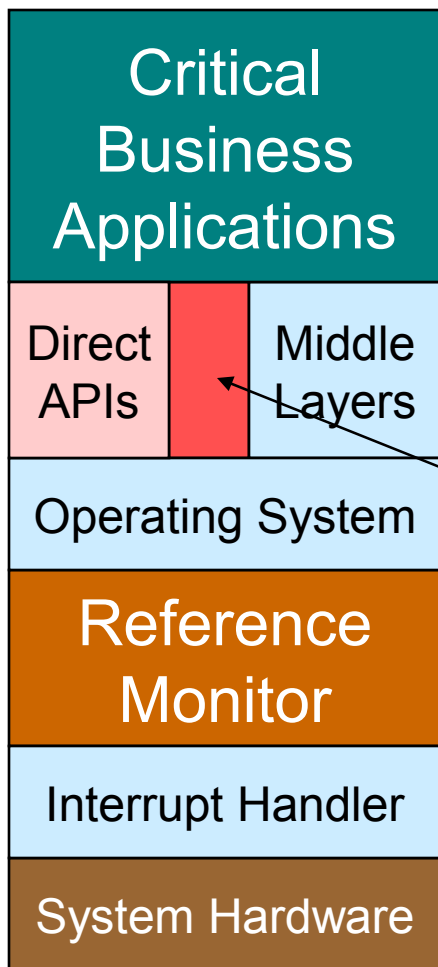 Critical
Business
Applications
Direct
APIs
Middle
Layers
Operating System
Reference
Monitor
Interrupt Handler
System Hardware